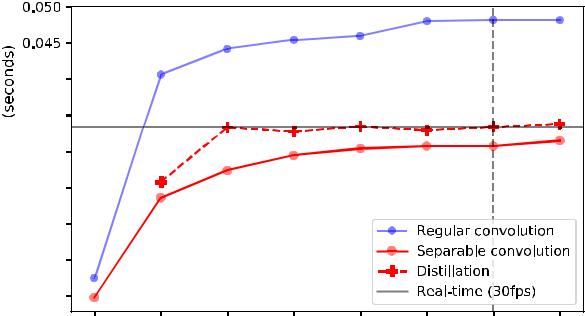 0.050
0.045
(seconds)
Regular convolution
Separable convolution
Distillation
Real-time (30fps)